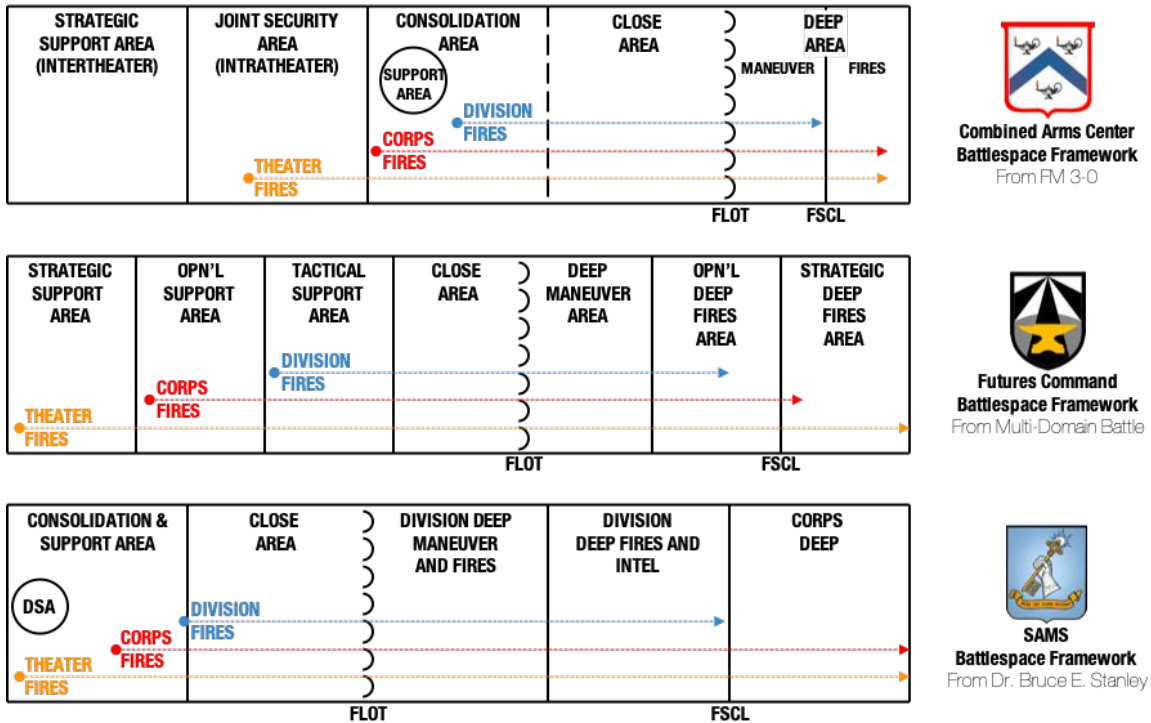 STRATEGIC
SUPPORT AREA
(INTERTHEATER)
JOINT SECURITY
AREA
(INTRATHEATER)
CONSOLIDATION
AREA
SUPPORT
AREA
CLOSE
AREA
DEEP
AREA
MANEUVER
FIRES
DIVISION
FIRES
CORPS
FIRES
THEATER
FIRES
FLOT
FSCL
Combined Arms Center
Battlespace Framework
From FM 3-0
STRATEGIC
SUPPORT
AREA
OPN'L
SUPPORT
AREA
TACTICAL
SUPPORT
AREA
CLOSE
AREA
DEEP
MANEUVER
AREA
OPN'L
DEEP
FIRES
AREA
STRATEGIC
DEEP
FIRES
AREA
DIVISION
FIRES
CORPS
FIRES
THEATER
FIRES
FLOT
FSCL
Futures Command
Battlespace Framework
From Multi-Domain Battle
CONSOLIDATION &
SUPPORT AREA
CLOSE
AREA
DIVISION DEEP
MANEUVER
AND FIRES
DIVISION
DEEP FIRES AND
INTEL
CORPS
DEEP
DSA
DIVISION
FIRES
CORPS
FIRES
THEATER
FIRES
FLOT
FSCL
SAMS
Battlespace Framework
From Dr. Bruce E. Stanley